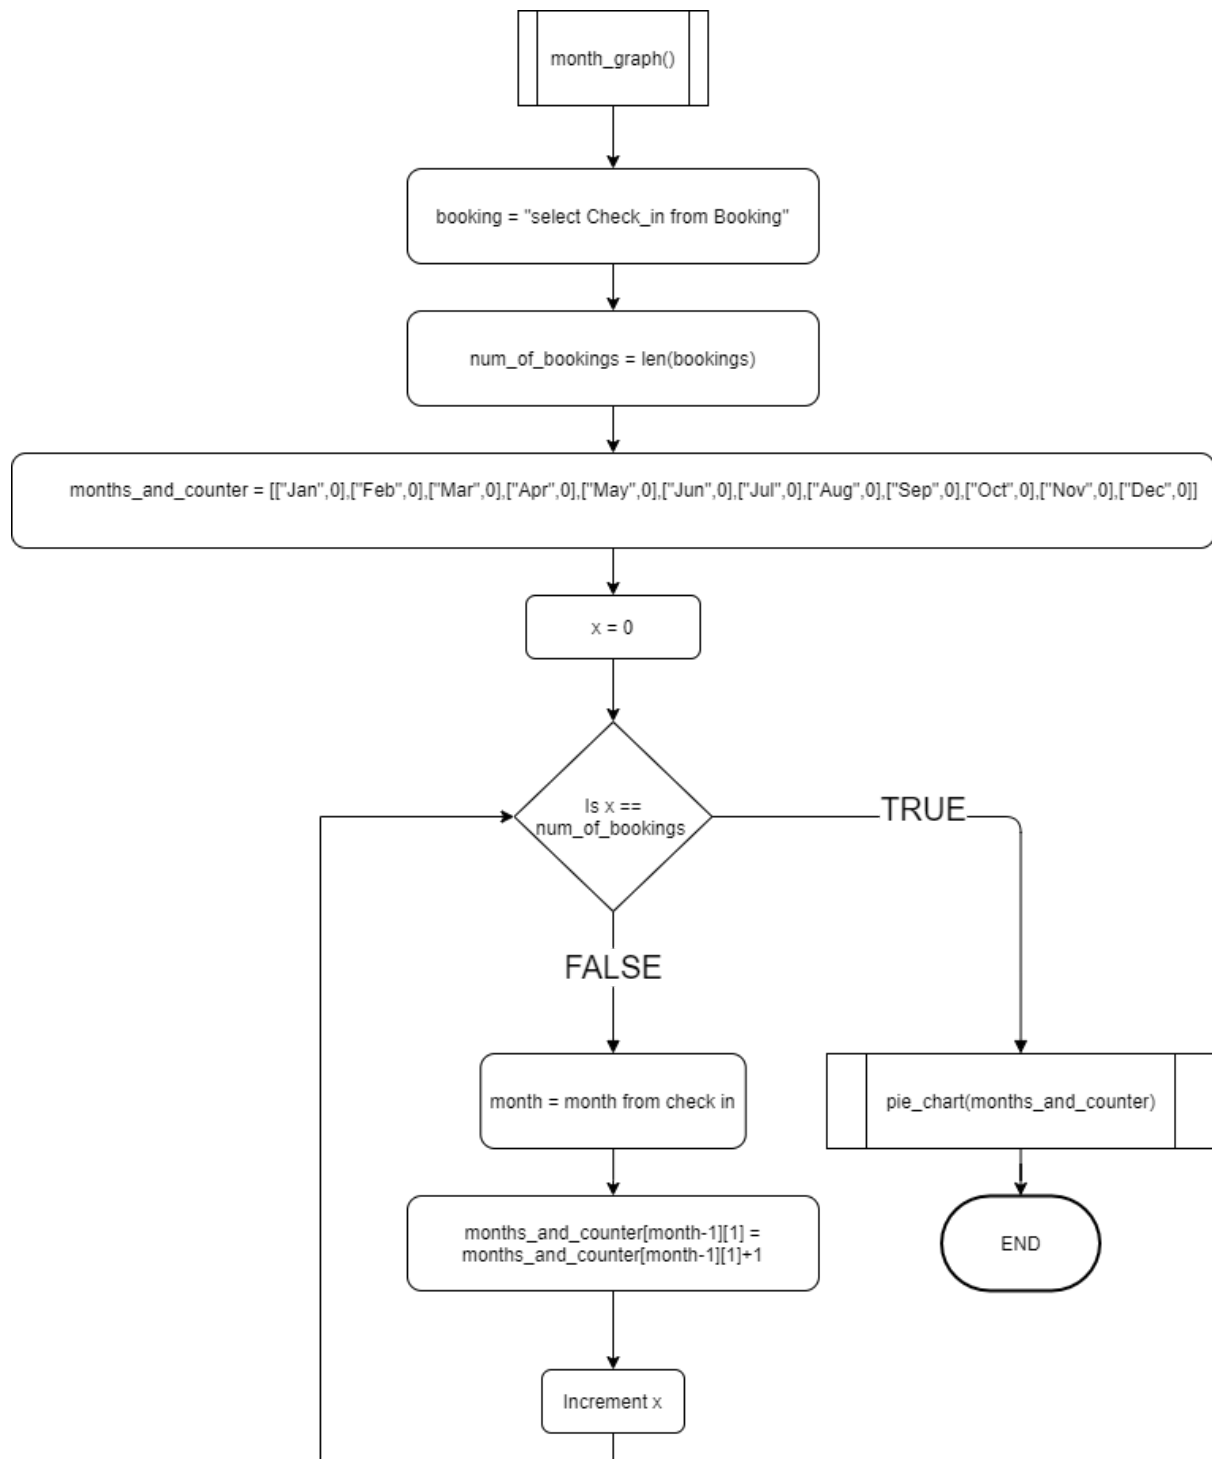 month_graph()
booking = "select Check_in from Booking"
num_of_bookings = len(bookings)
months_and_counter = [["Jan",0],["Feb",0],["Mar",0],["Apr",0],["May",0],["Jun",0],["Jul",0],["Aug",0],["Sep",0],["Oct",0],["Nov",0],["Dec",0]]
x = 0
Is x ==
num_of_bookings
TRUE
FALSE
month = month from check in
pie_chart(months_and_counter)
months_and_counter[month-1][1] =
months_and_counter[month-1][1]+1
END
Increment x